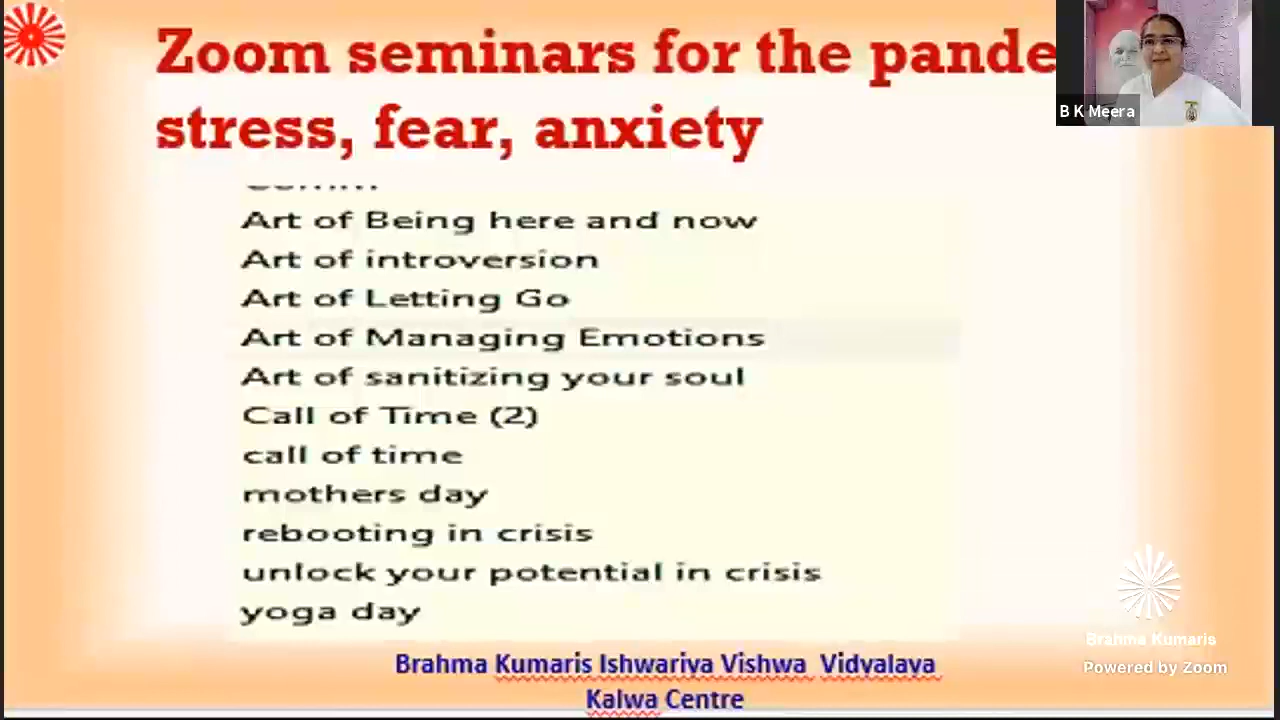 Zoom seminars for the pande
stress, fear, anxiety
B K Meera
Art of Being here and now
Art of introversion
Art of Letting Go
Art of Managing Emotions
Art of sanitizing your soul
Call of Time (2)
call of time
mothers day
rebooting in crisis
unlock your potential in crisis
yoga day
Brahma Kumaris Ishwariya Vishwa Vidyalaya
Kalwa Centre
Brahma Kumaris
Powered by Zoom